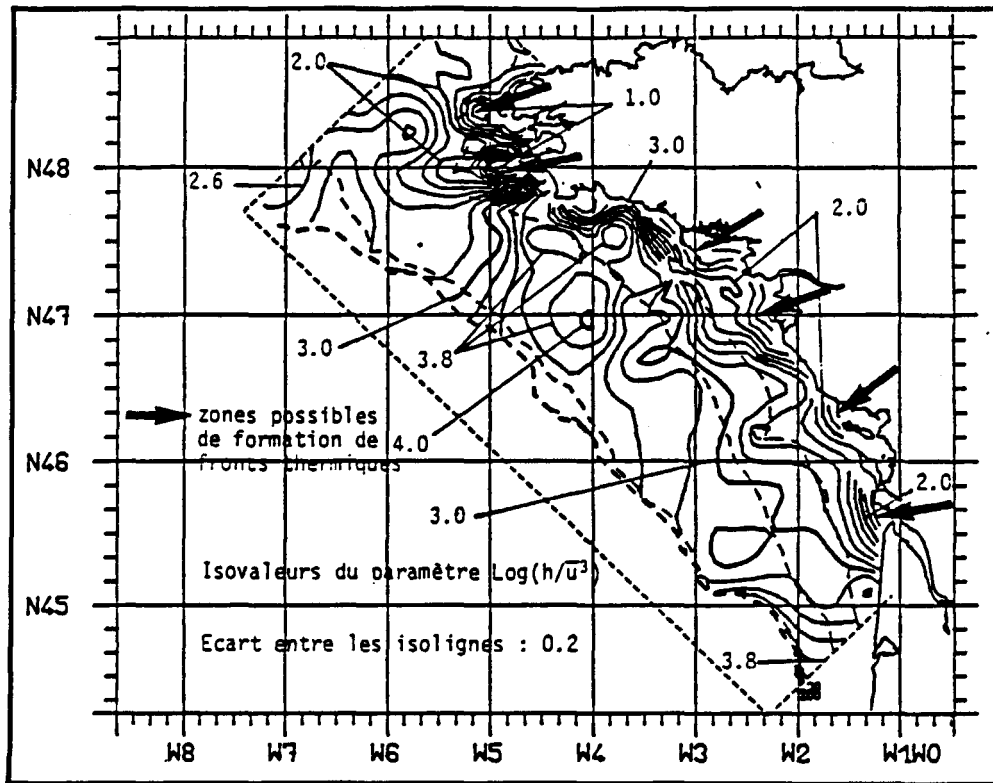 2.0
1.0
3.0
N48
2.6
2.0
N47
3.0
3.8
zones possibles
de formation de
4.0
fronts thermiques
N46
3.0
2.0
Isovaleurs du paramètre Log(h/u̅³)
N45
Ecart entre les isolignes : 0.2
3.8
W8 W7 W6 W5 W4 W3 W2 W1W0